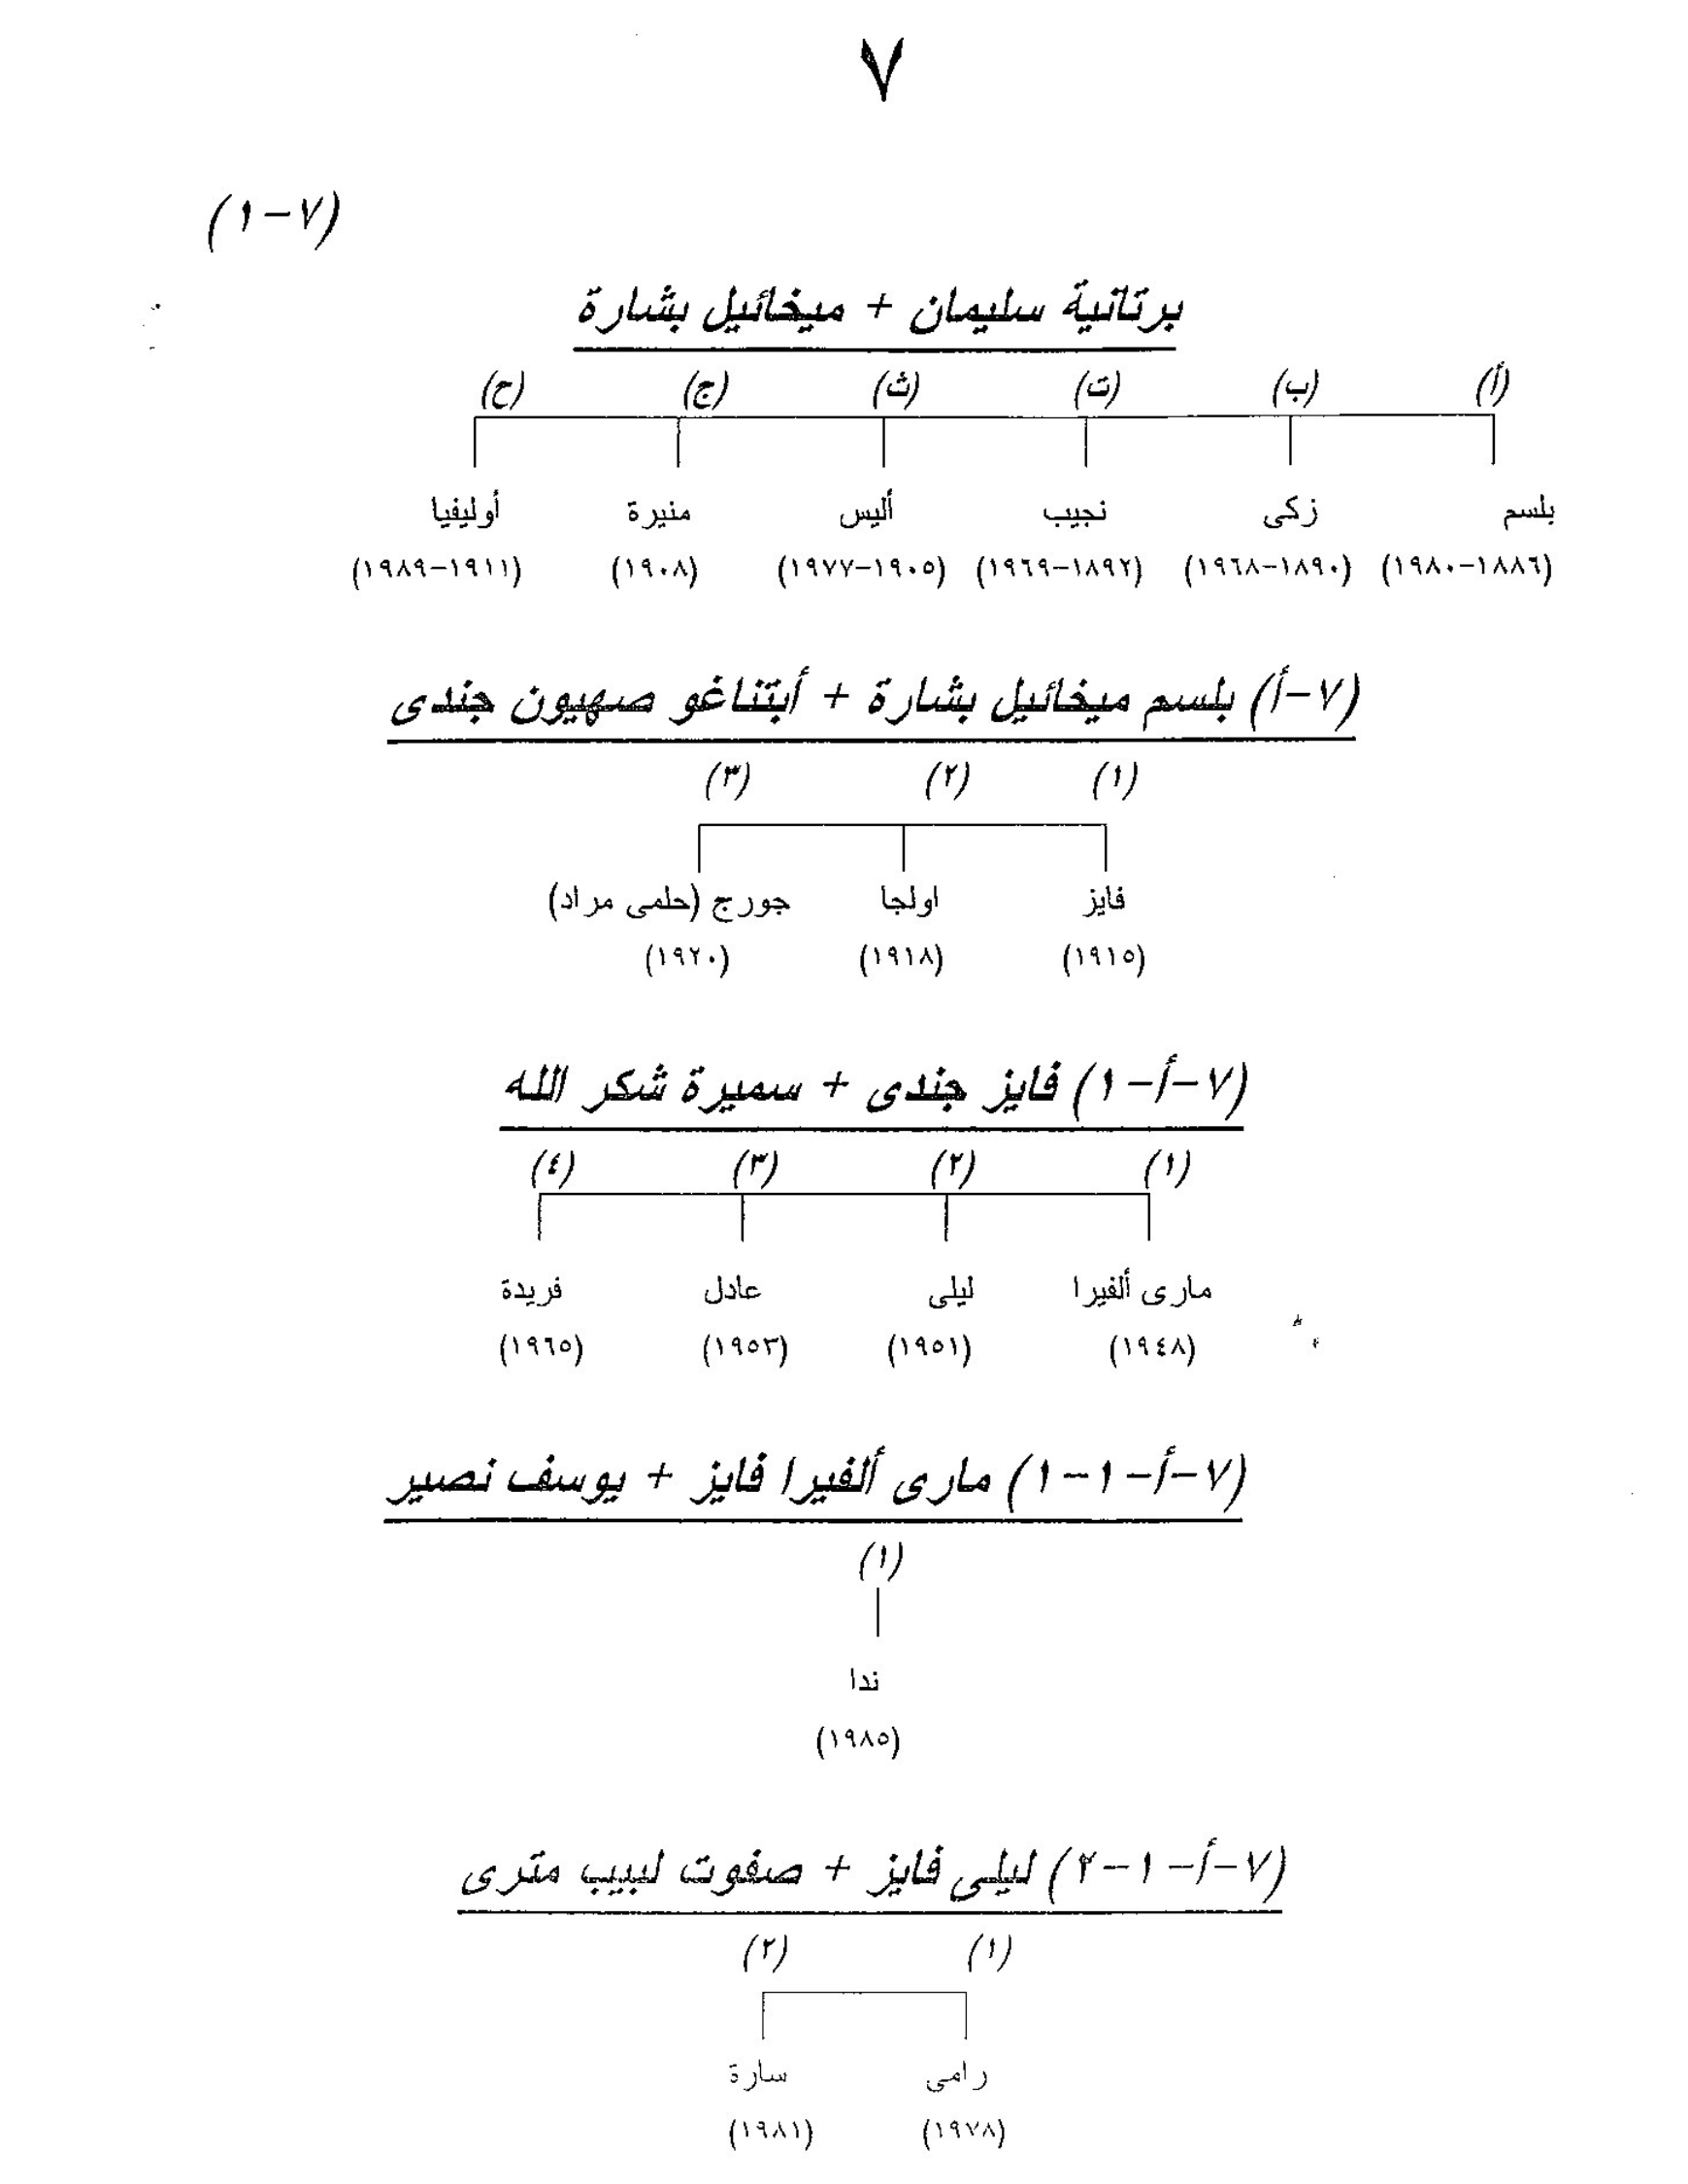 ٧
(٧-١)
برتانية سليمان + ميخائيل بشارة
(أ) (ب) (ت) (ث) (ج) (ح)
بلسم زكى نجيب أليس منيرة أوليفيا
(١٨٨٦-١٩٨٠) (١٨٩٠-١٩٦٨) (١٨٩٢-١٩٦٩) (١٩٠٥-١٩٧٧) (١٩٠٨) (١٩١١-١٩٨٩)
(٧-أ) بلسم ميخائيل بشارة + أبتناغو صهيون جندى
(١) (٢) (٣)
فايز اولجا جورج (حلمى مراد)
(١٩١٥) (١٩١٨) (١٩٢٠)
(٧-أ-١) فايز جندى + سميرة شكر الله
(١) (٢) (٣) (٤)
مارى ألفيرا ليلى عادل فريدة
(١٩٤٨) (١٩٥١) (١٩٥٣) (١٩٦٥)
(٧-أ-١-١) مارى ألفيرا فايز + يوسف نصير
(١)
ندا
(١٩٨٥)
(٧-أ-١-٢) ليلى فايز + صفوت لبيب مترى
(١) (٢)
رامى سارة
(١٩٧٨) (١٩٨١)